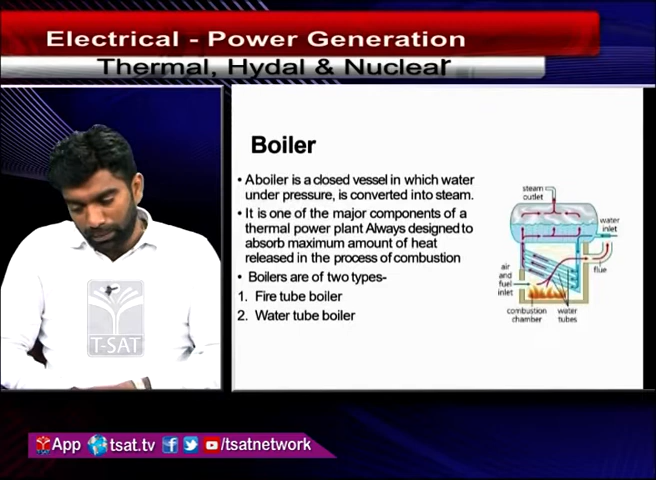 Electrical - Power Generation
Thermal, Hydal & Nuclear
Boiler
• A boiler is a closed vessel in which water
under pressure, is converted into steam.
• It is one of the major components of a
thermal power plant Always designed to
absorb maximum amount of heat
released in the process of combustion
• Boilers are of two types-
1. Fire tube boiler
2. Water tube boiler
steam
outlet
water
inlet
air
and
fuel
inlet
flue
combustion
chamber
water
tubes
T-SAT
App tsat.tv /tsatnetwork